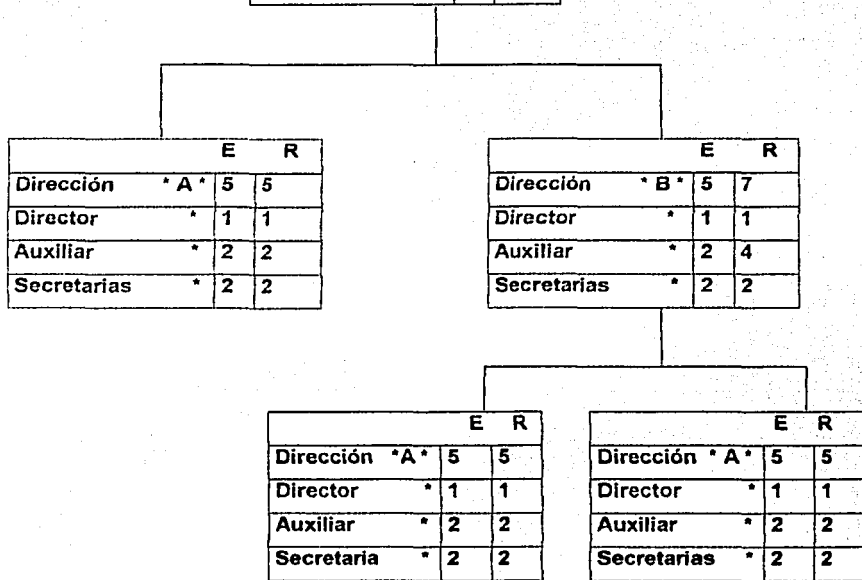 E R
Dirección * A * 5 5
Director * 1 1
Auxiliar * 2 2
Secretarias * 2 2
E R
Dirección * B * 5 7
Director * 1 1
Auxiliar * 2 4
Secretarias * 2 2
E R
Dirección *A* 5 5
Director * 1 1
Auxiliar * 2 2
Secretaria * 2 2
E R
Dirección * A * 5 5
Director * 1 1
Auxiliar * 2 2
Secretarias * 2 2